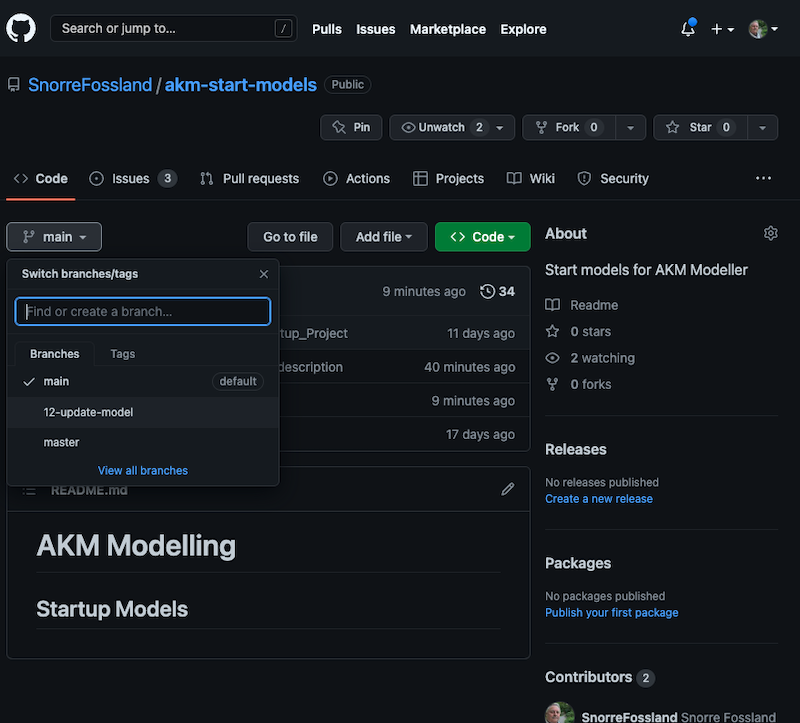 Search or jump to... /
Pulls Issues Marketplace Explore
SnorreFossland / akm-start-models Public
Pin Unwatch 2 Fork 0 Star 0
Code Issues 3 Pull requests Actions Projects Wiki Security ...
main Go to file Add file Code
Switch branches/tags
Find or create a branch...
Branches Tags
main default
12-update-model
master
View all branches
9 minutes ago 34
tup_Project 11 days ago
description 40 minutes ago
9 minutes ago
17 days ago
README.md
AKM Modelling
Startup Models
About
Start models for AKM Modeller
Readme
0 stars
2 watching
0 forks
Releases
No releases published
Create a new release
Packages
No packages published
Publish your first package
Contributors 2
SnorreFossland Snorre Fossland